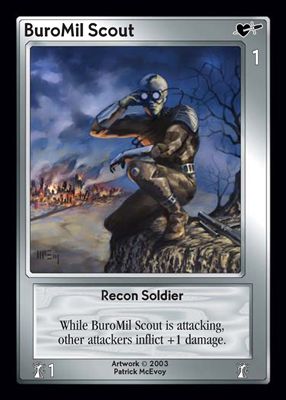 BuroMil Scout
1
Recon Soldier
While BuroMil Scout is attacking,
other attackers inflict +1 damage.
Artwork © 2003
Patrick McEvoy
1
1